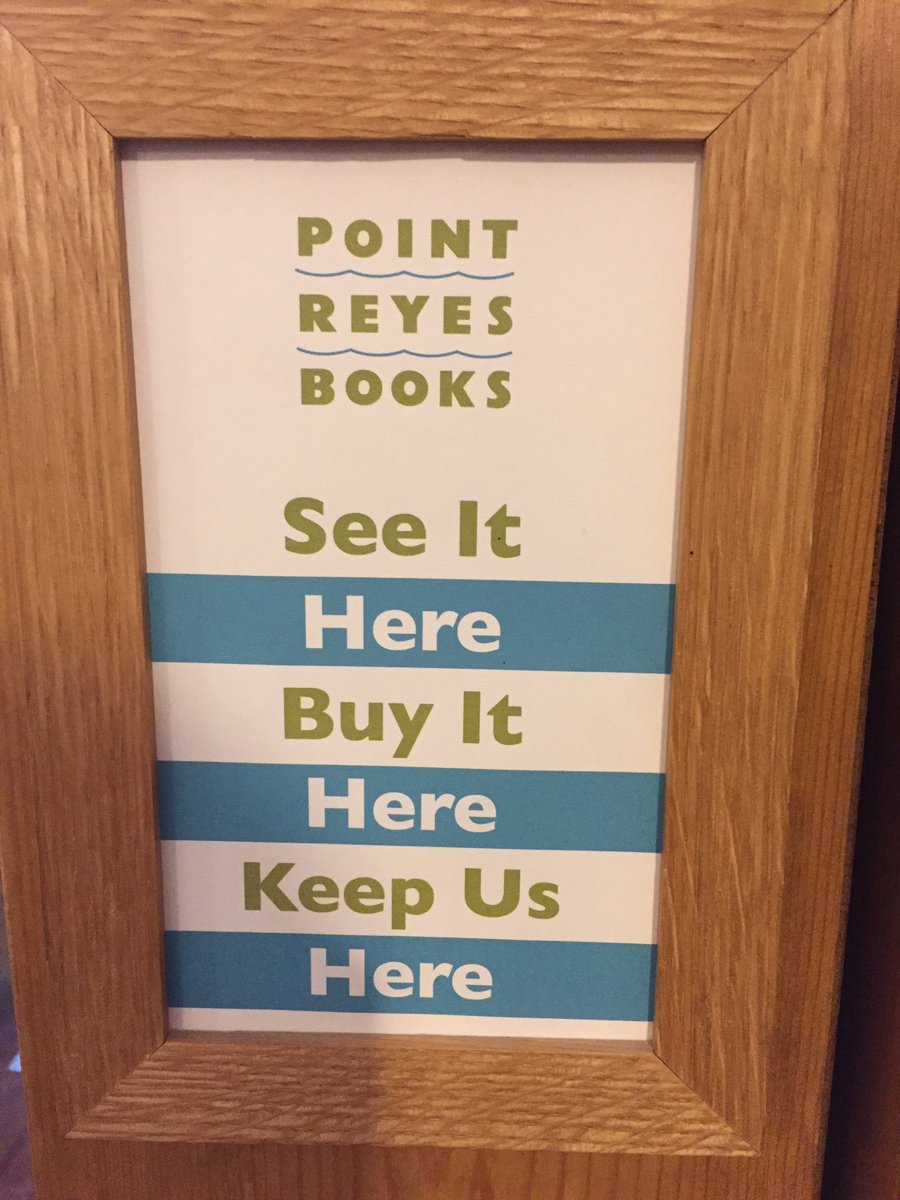 POINT
REYES
BOOKS
See It
Here
Buy It
Here
Keep Us
Here